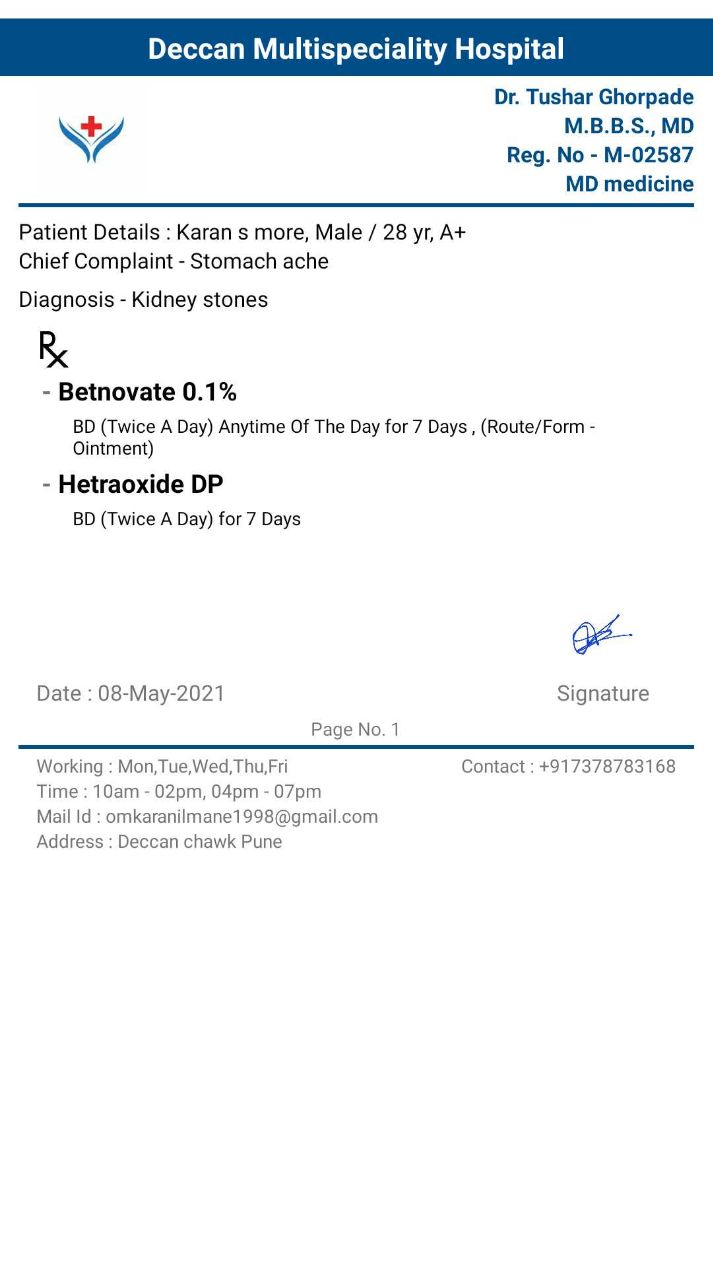 Deccan Multispeciality Hospital
Dr. Tushar Ghorpade
M.B.B.S., MD
Reg. No - M-02587
MD medicine
Patient Details : Karan s more, Male / 28 yr, A+
Chief Complaint - Stomach ache
Diagnosis - Kidney stones
Rx
- Betnovate 0.1%
BD (Twice A Day) Anytime Of The Day for 7 Days , (Route/Form -
Ointment)
- Hetraoxide DP
BD (Twice A Day) for 7 Days
Date : 08-May-2021
Signature
Page No. 1
Working : Mon,Tue,Wed,Thu,Fri
Contact : +917378783168
Time : 10am - 02pm, 04pm - 07pm
Mail Id : omkaranilmane1998@gmail.com
Address : Deccan chawk Pune